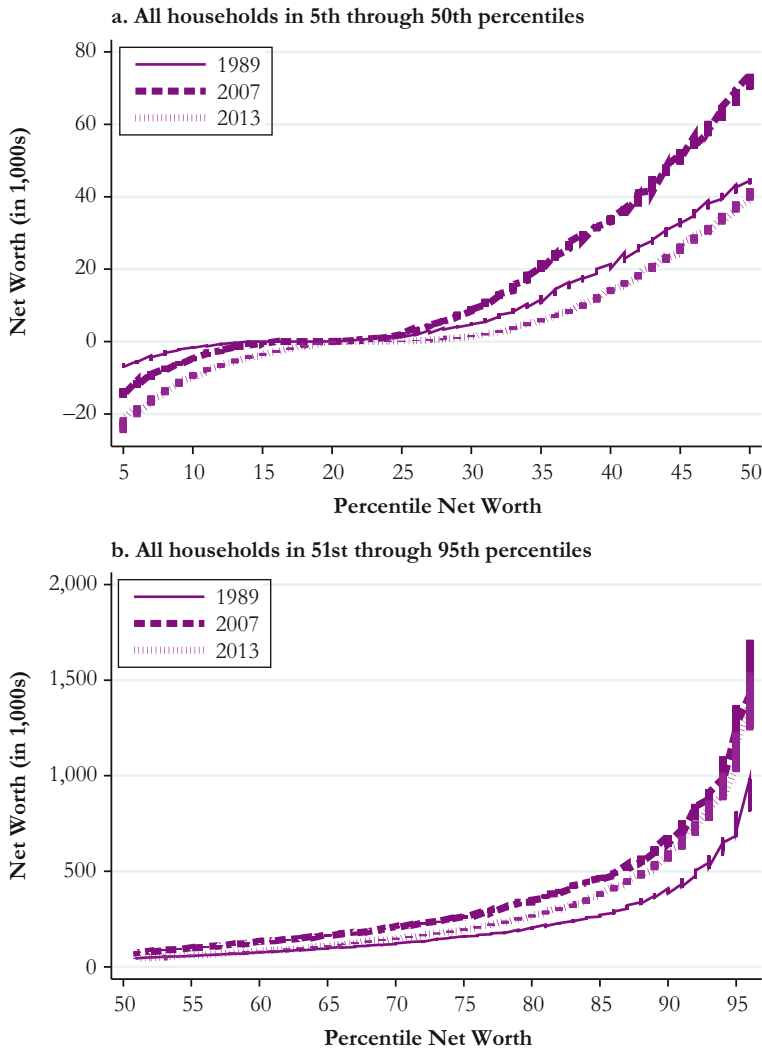 a. All households in 5th through 50th percentiles
Net Worth (in 1,000s)
80
60
40
20
0
–20
1989
2007
2013
5 10 15 20 25 30 35 40 45 50
Percentile Net Worth
b. All households in 51st through 95th percentiles
Net Worth (in 1,000s)
2,000
1,500
1,000
500
0
1989
2007
2013
50 55 60 65 70 75 80 85 90 95
Percentile Net Worth